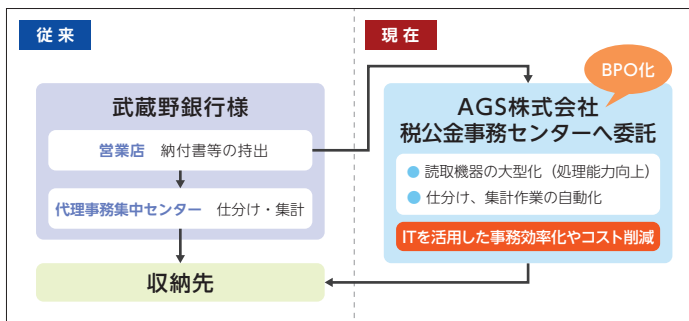 従来
武蔵野銀行様
営業店 納付書等の持出
代理事務集中センター 仕分け・集計
収納先
現在
BPO化
AGS株式会社
税公金事務センターへ委託
● 読取機器の大型化（処理能力向上）
● 仕分け、集計作業の自動化
ITを活用した事務効率化やコスト削減